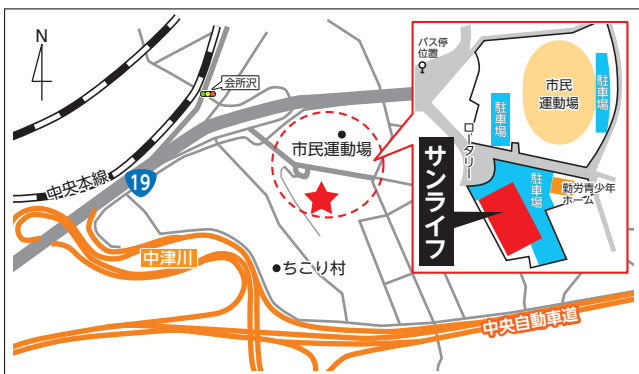 N
会所沢
中央本線
19
市民運動場
中津川
ちこり村
中央自動車道
バス停
位置
市民
運動場
駐車場
駐車場
ロータリー
サンライフ
駐車場
勤労青少年
ホーム